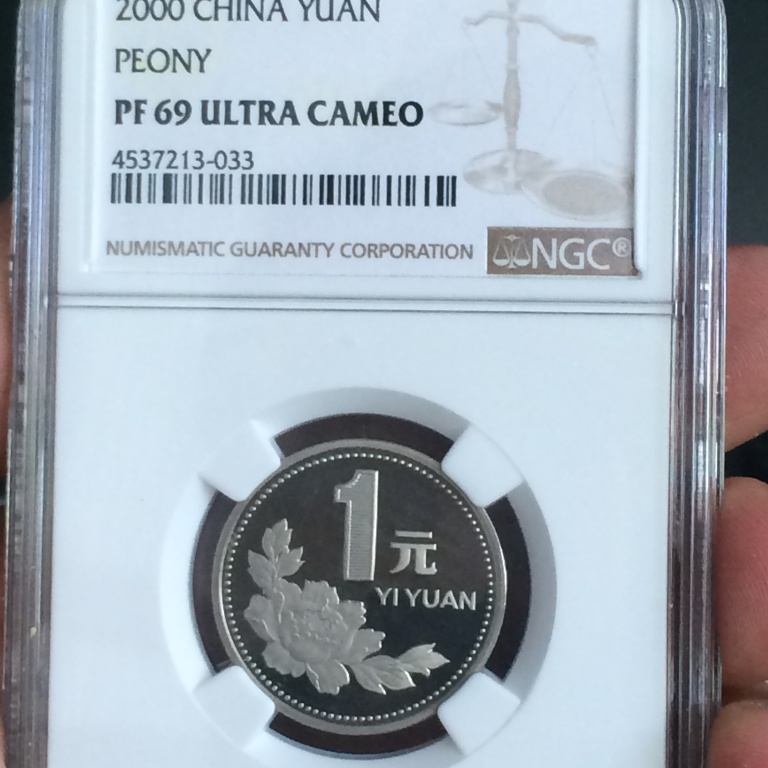 2000 CHINA YUAN
PEONY
PF 69 ULTRA CAMEO
4537213-033
NUMISMATIC GUARANTY CORPORATION
NGC®
1元
YI YUAN